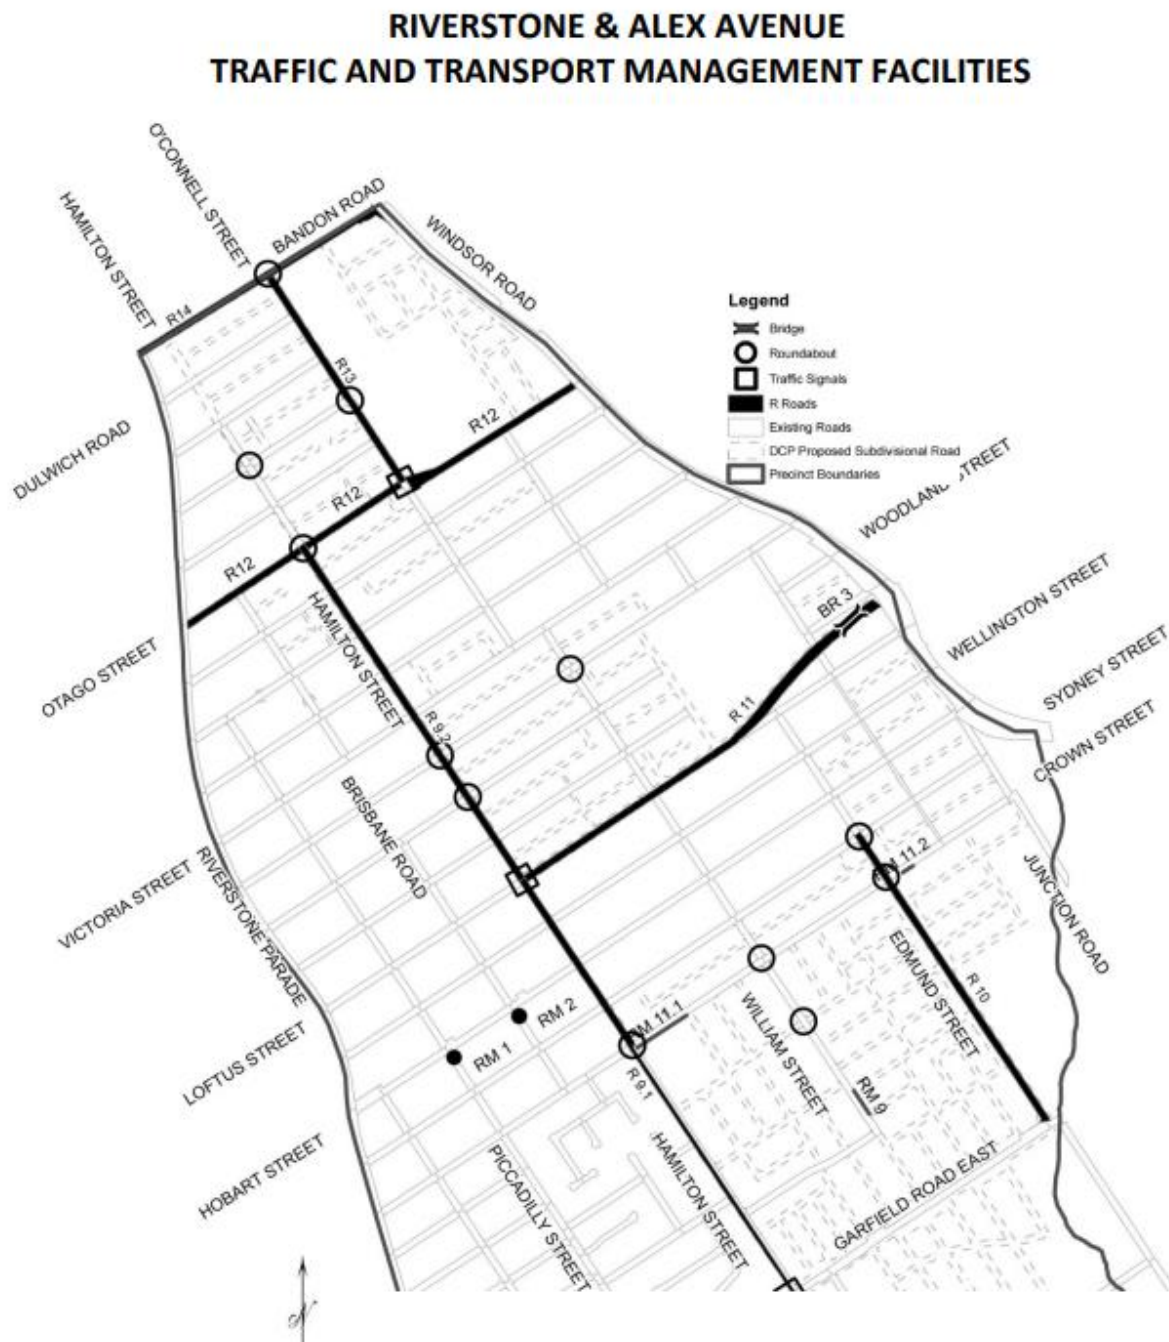 RIVERSTONE & ALEX AVENUE
TRAFFIC AND TRANSPORT MANAGEMENT FACILITIES
O'CONNELL STREET
HAMILTON STREET
BANDON ROAD
WINDSOR ROAD
R14
R13
R12
R12
R12
DULWICH ROAD
Legend
Bridge
Roundabout
Traffic Signals
R Roads
Existing Roads
DCP Proposed Subdivisional Road
Precinct Boundaries
WOODLAND STREET
WELLINGTON STREET
SYDNEY STREET
CROWN STREET
OTAGO STREET
HAMILTON STREET
BR 3
R 11
R 9.2
BRISBANE ROAD
VICTORIA STREET
RIVERSTONE PARADE
M 11.2
JUNCTION ROAD
EDMUND STREET
R 10
RM 2
RM 1
RM 11.1
R 9.1
WILLIAM STREET
RM 9
LOFTUS STREET
HOBART STREET
PICCADILLY STREET
HAMILTON STREET
GARFIELD ROAD EAST